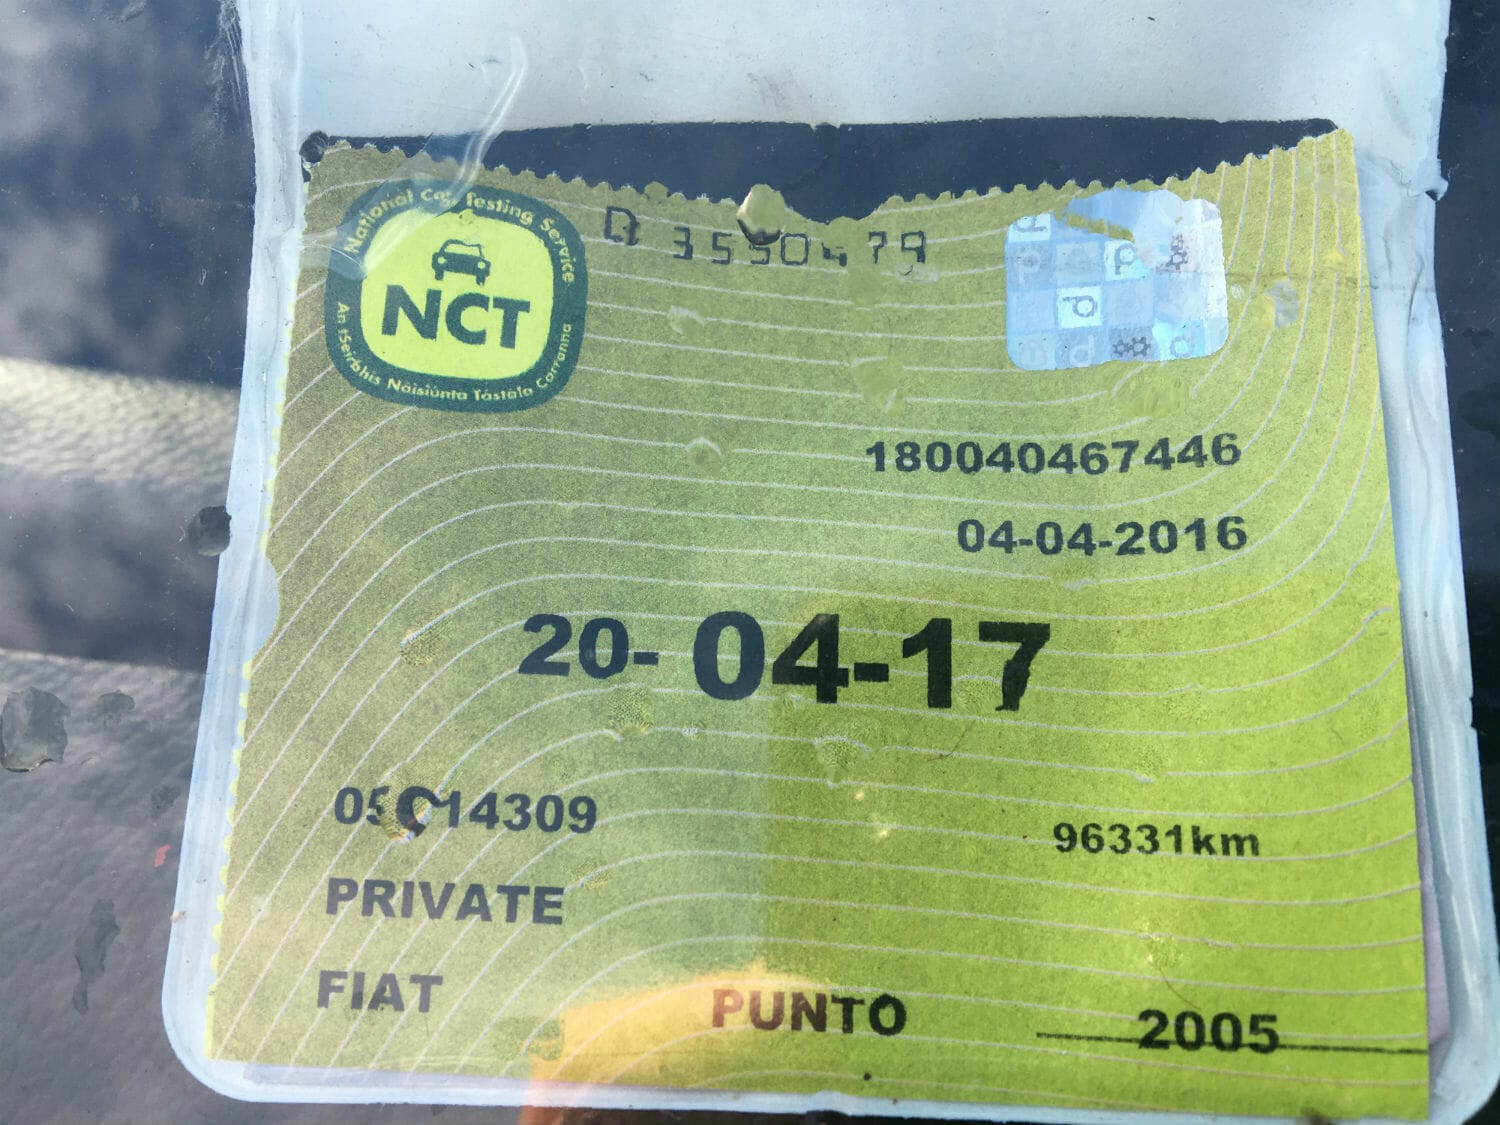 National Car Testing Service
NCT
An tSeirbhís Náisiúnta Tástála Carranna
180040467446
04-04-2016
20-04-17
05C14309
96331km
PRIVATE
FIAT PUNTO 2005